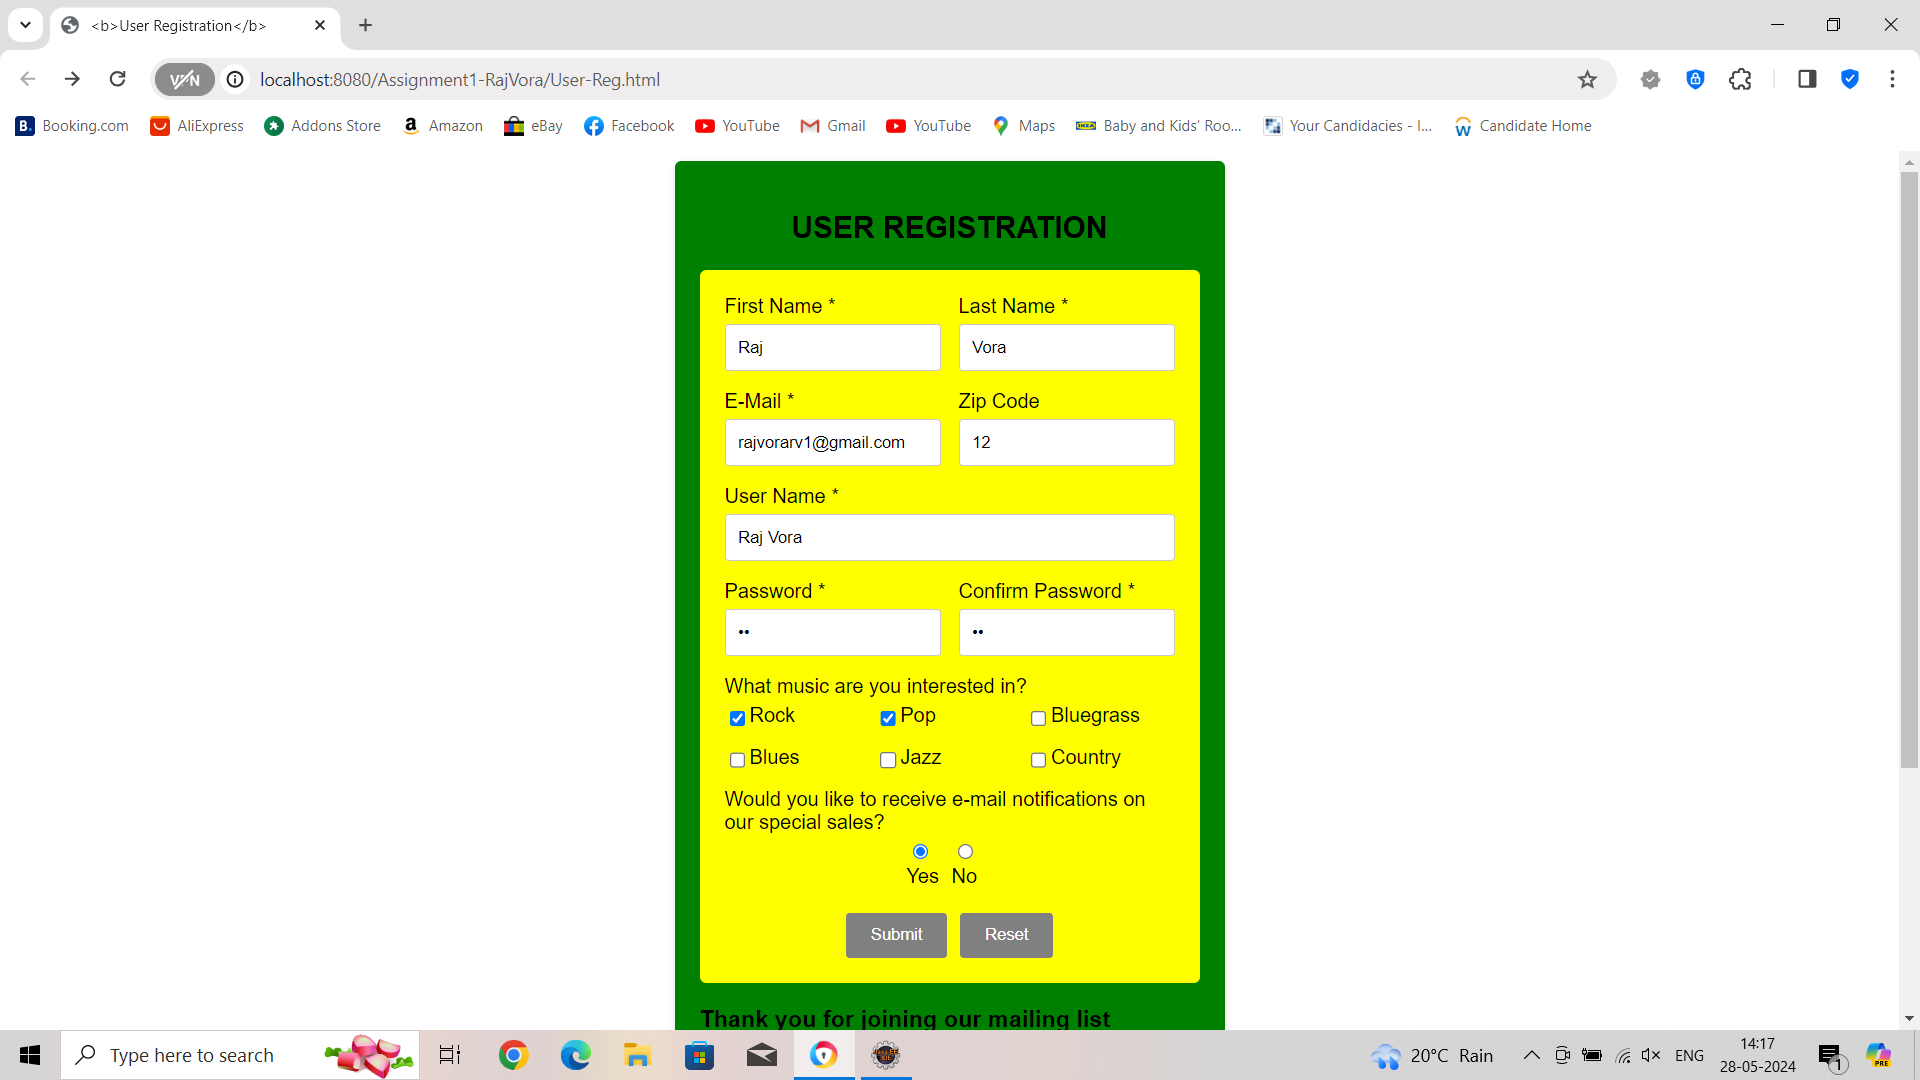 <b>User Registration</b>
VPN
localhost:8080/Assignment1-RajVora/User-Reg.html
B. Booking.com AliExpress Addons Store a Amazon eBay Facebook YouTube Gmail YouTube Maps IKEA Baby and Kids' Roo... Your Candidacies - I... W Candidate Home
USER REGISTRATION
First Name * Last Name *
Raj Vora
E-Mail * Zip Code
rajvorarv1@gmail.com 12
User Name *
Raj Vora
Password * Confirm Password *
•• ••
What music are you interested in?
Rock Pop Bluegrass
Blues Jazz Country
Would you like to receive e-mail notifications on
our special sales?
Yes No
Submit Reset
Thank you for joining our mailing list
Type here to search
20°C Rain
ENG
14:17
28-05-2024
1
PRE